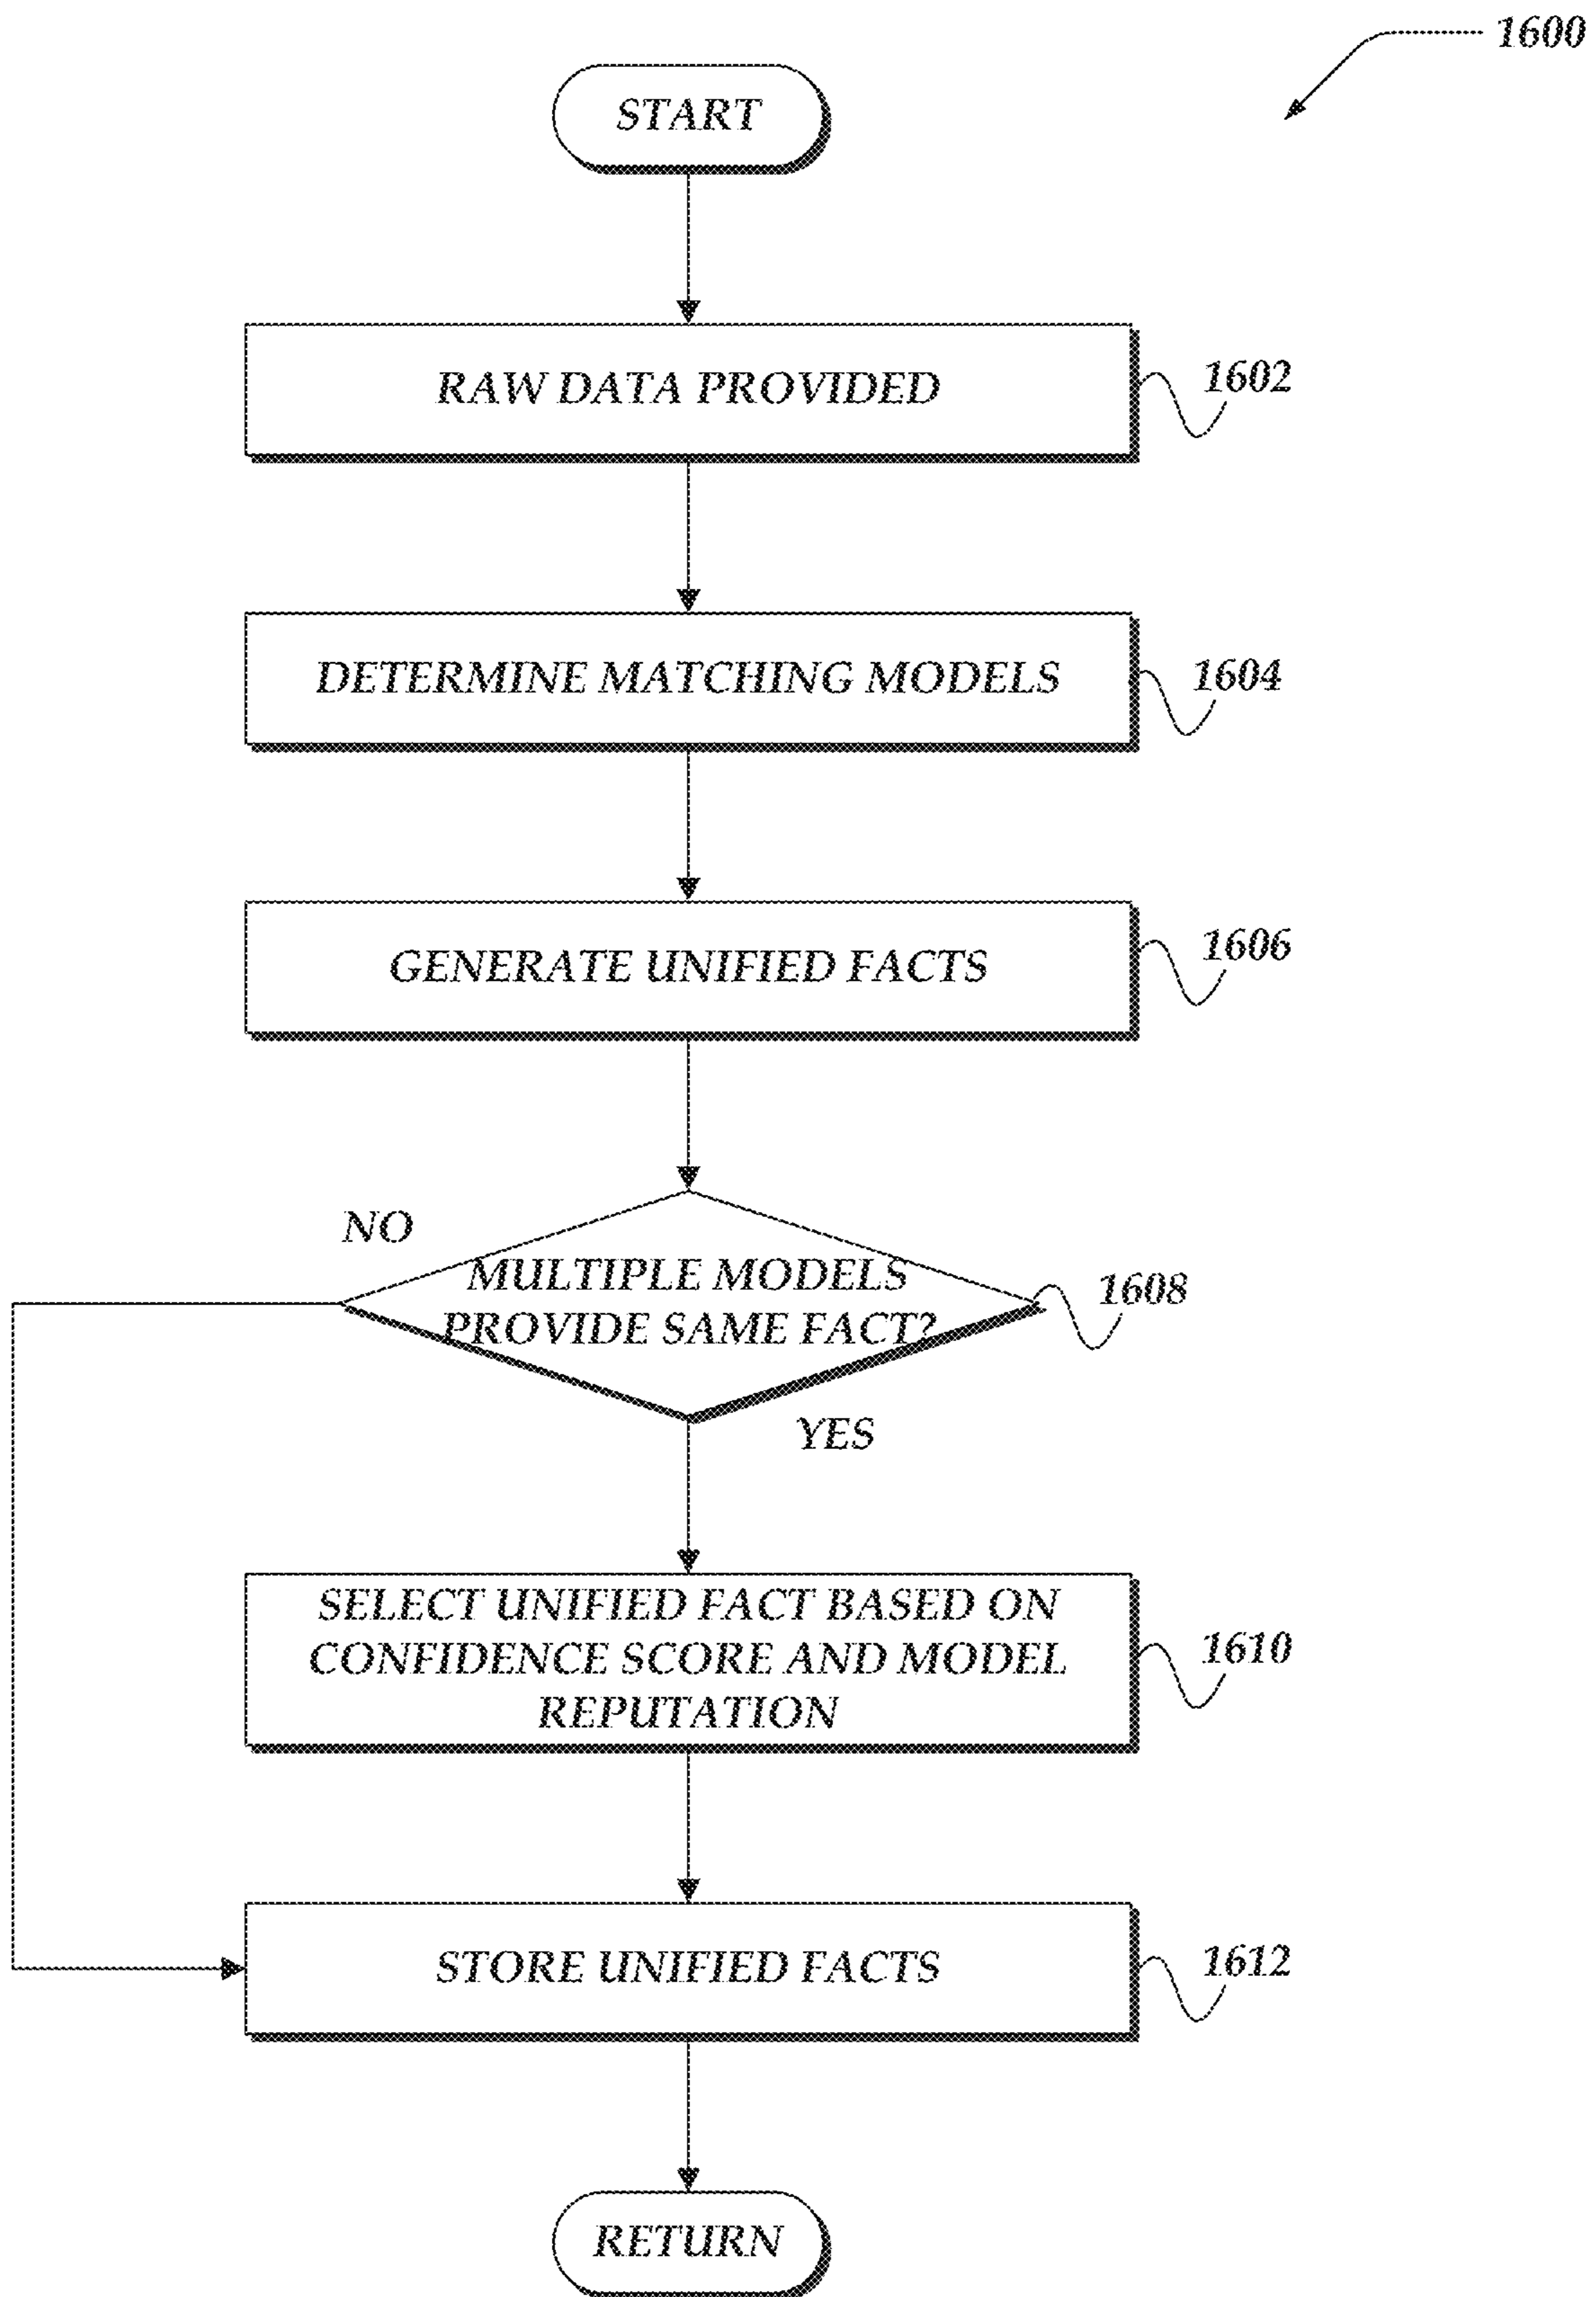 1600
START
RAW DATA PROVIDED
1602
DETERMINE MATCHING MODELS
1604
GENERATE UNIFIED FACTS
1606
NO
MULTIPLE MODELS
PROVIDE SAME FACT?
1608
YES
SELECT UNIFIED FACT BASED ON
CONFIDENCE SCORE AND MODEL
REPUTATION
1610
STORE UNIFIED FACTS
1612
RETURN